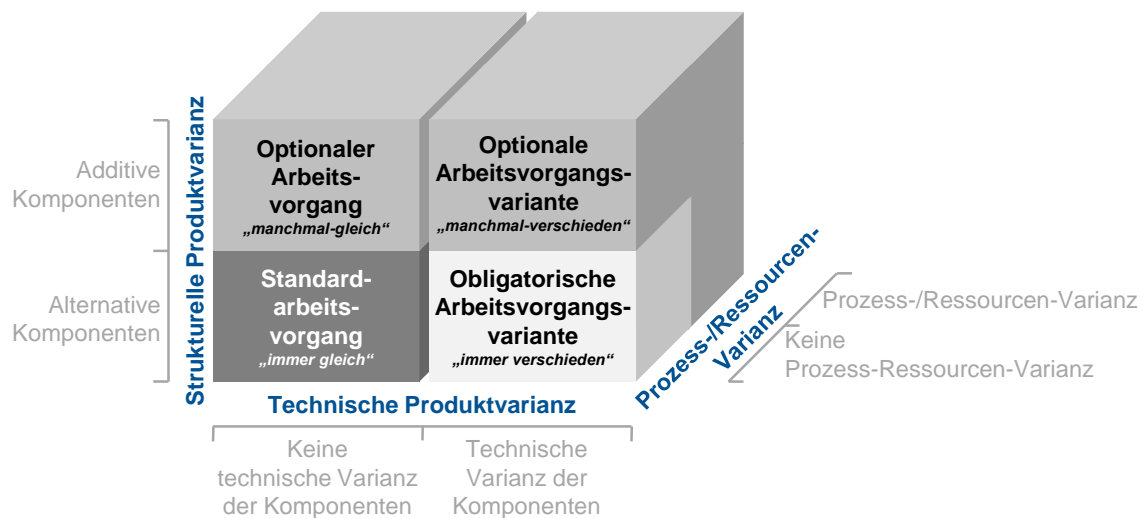 Additive
Komponenten
Alternative
Komponenten
Strukturelle Produktvarianz
Optionaler
Arbeits-
vorgang
„manchmal-gleich“
Optionale
Arbeitsvorgangs-
variante
„manchmal-verschieden“
Standard-
arbeits-
vorgang
„immer gleich“
Obligatorische
Arbeitsvorgangs-
variante
„immer verschieden“
Prozess-/Ressourcen-
Varianz
Prozess-/Ressourcen-Varianz
Keine
Prozess-Ressourcen-Varianz
Technische Produktvarianz
Keine
technische Varianz
der Komponenten
Technische
Varianz der
Komponenten